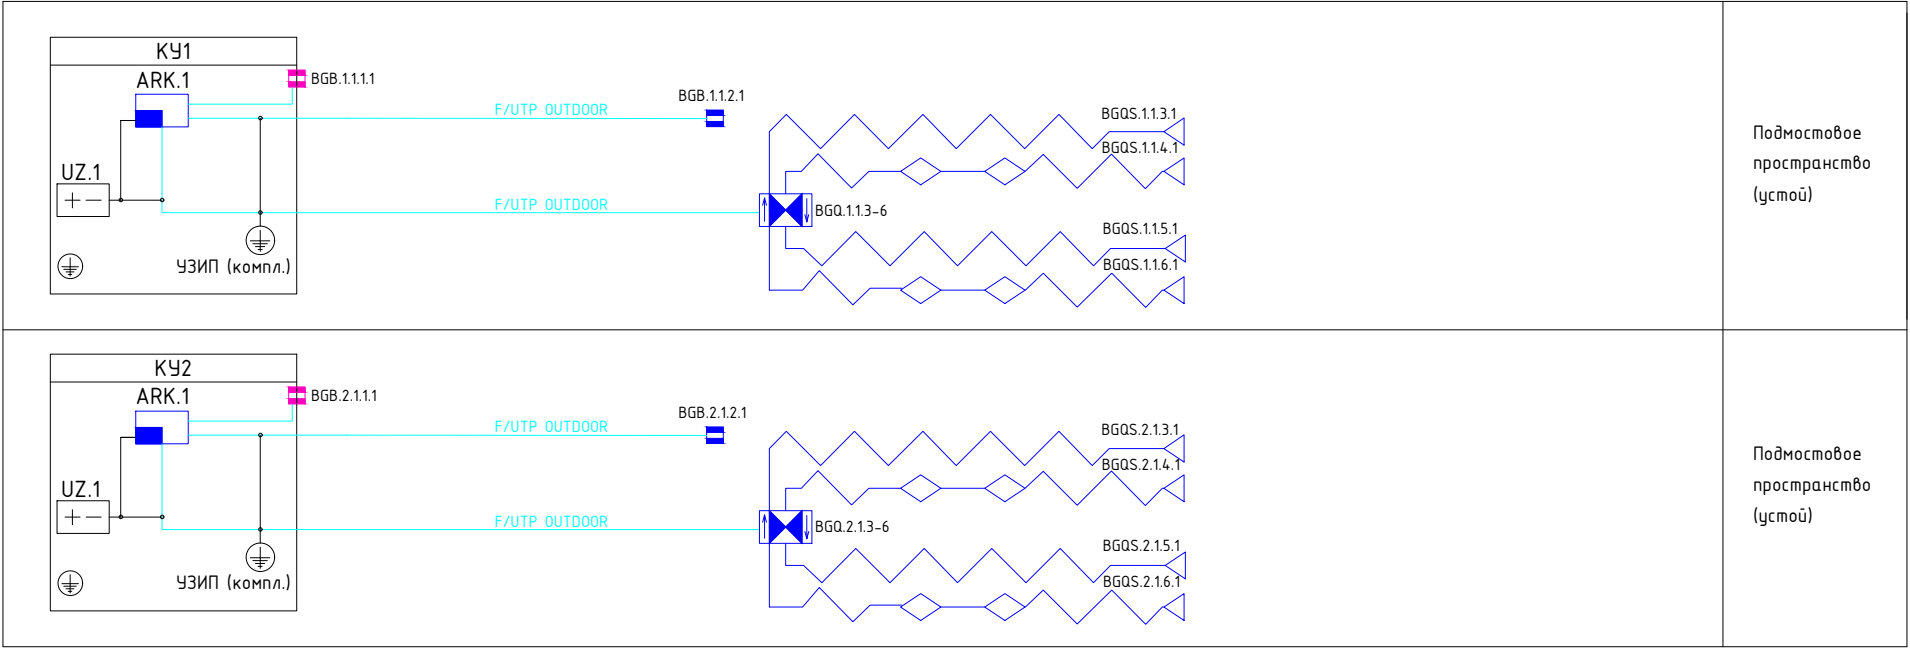 КУ1
ARK.1
BGB.1.1.1.1
BGB.1.1.2.1
F/UTP OUTDOOR
BGQS.1.1.3.1
BGQS.1.1.4.1
UZ.1
F/UTP OUTDOOR
BGQ.1.1.3-6
BGQS.1.1.5.1
УЗИП (компл.)
BGQS.1.1.6.1
Подмостовое
пространство
(устой)
КУ2
ARK.1
BGB.2.1.1.1
BGB.2.1.2.1
F/UTP OUTDOOR
BGQS.2.1.3.1
BGQS.2.1.4.1
UZ.1
F/UTP OUTDOOR
BGQ.2.1.3-6
BGQS.2.1.5.1
УЗИП (компл.)
BGQS.2.1.6.1
Подмостовое
пространство
(устой)